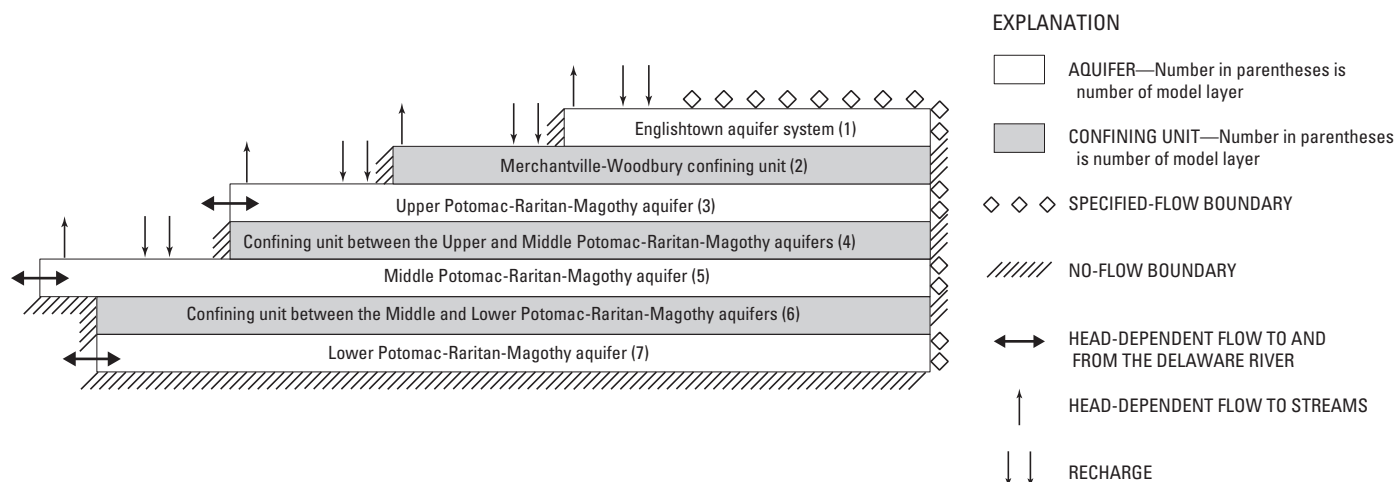 EXPLANATION
AQUIFER—Number in parentheses is
number of model layer
CONFINING UNIT—Number in parentheses
is number of model layer
SPECIFIED-FLOW BOUNDARY
NO-FLOW BOUNDARY
HEAD-DEPENDENT FLOW TO AND
FROM THE DELAWARE RIVER
HEAD-DEPENDENT FLOW TO STREAMS
RECHARGE
Englishtown aquifer system (1)
Merchantville-Woodbury confining unit (2)
Upper Potomac-Raritan-Magothy aquifer (3)
Confining unit between the Upper and Middle Potomac-Raritan-Magothy aquifers (4)
Middle Potomac-Raritan-Magothy aquifer (5)
Confining unit between the Middle and Lower Potomac-Raritan-Magothy aquifers (6)
Lower Potomac-Raritan-Magothy aquifer (7)